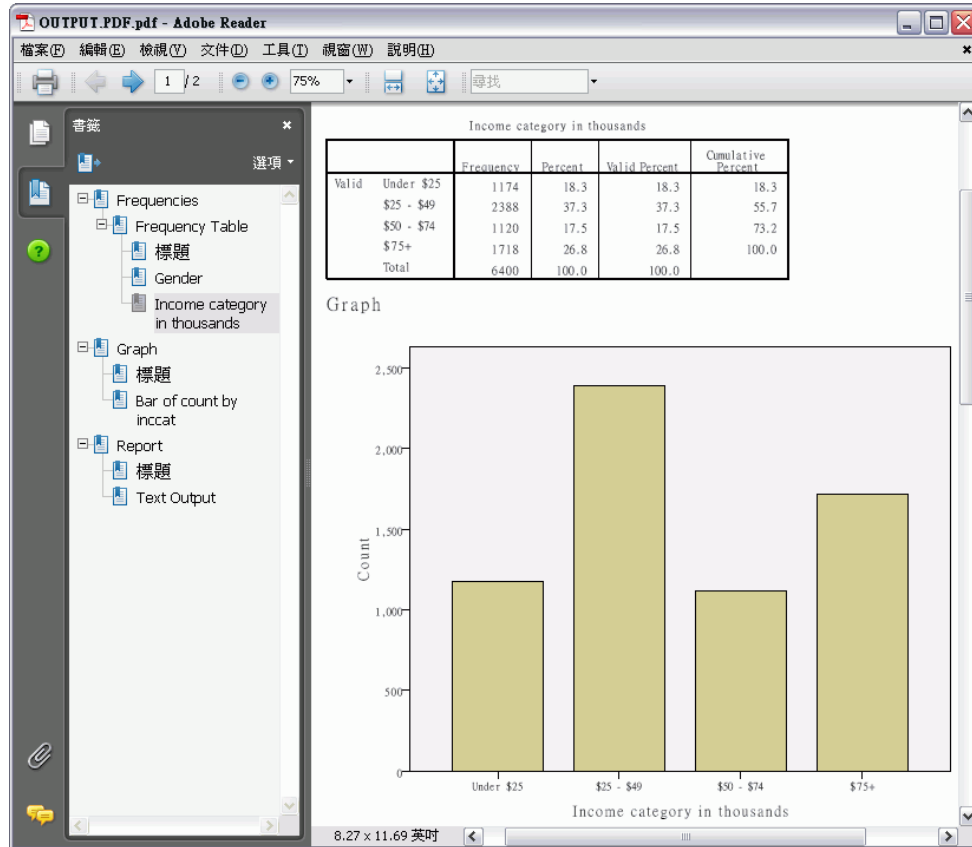 OUTPUT.PDF.pdf - Adobe Reader
檔案(F) 編輯(E) 檢視(V) 文件(D) 工具(T) 視窗(W) 說明(H)
1 /2 75% 尋找
書籤
選項
Frequencies
Frequency Table
標題
Gender
Income category
in thousands
Graph
標題
Bar of count by
inccat
Report
標題
Text Output
Income category in thousands
Frequency Percent Valid Percent Cumulative Percent
Valid Under $25 1174 18.3 18.3 18.3
$25 - $49 2388 37.3 37.3 55.7
$50 - $74 1120 17.5 17.5 73.2
$75+ 1718 26.8 26.8 100.0
Total 6400 100.0 100.0
Graph
2,500
2,000
1,500
1,000
500
0
Count
Under $25 $25 - $49 $50 - $74 $75+
Income category in thousands
8.27 x 11.69 英吋